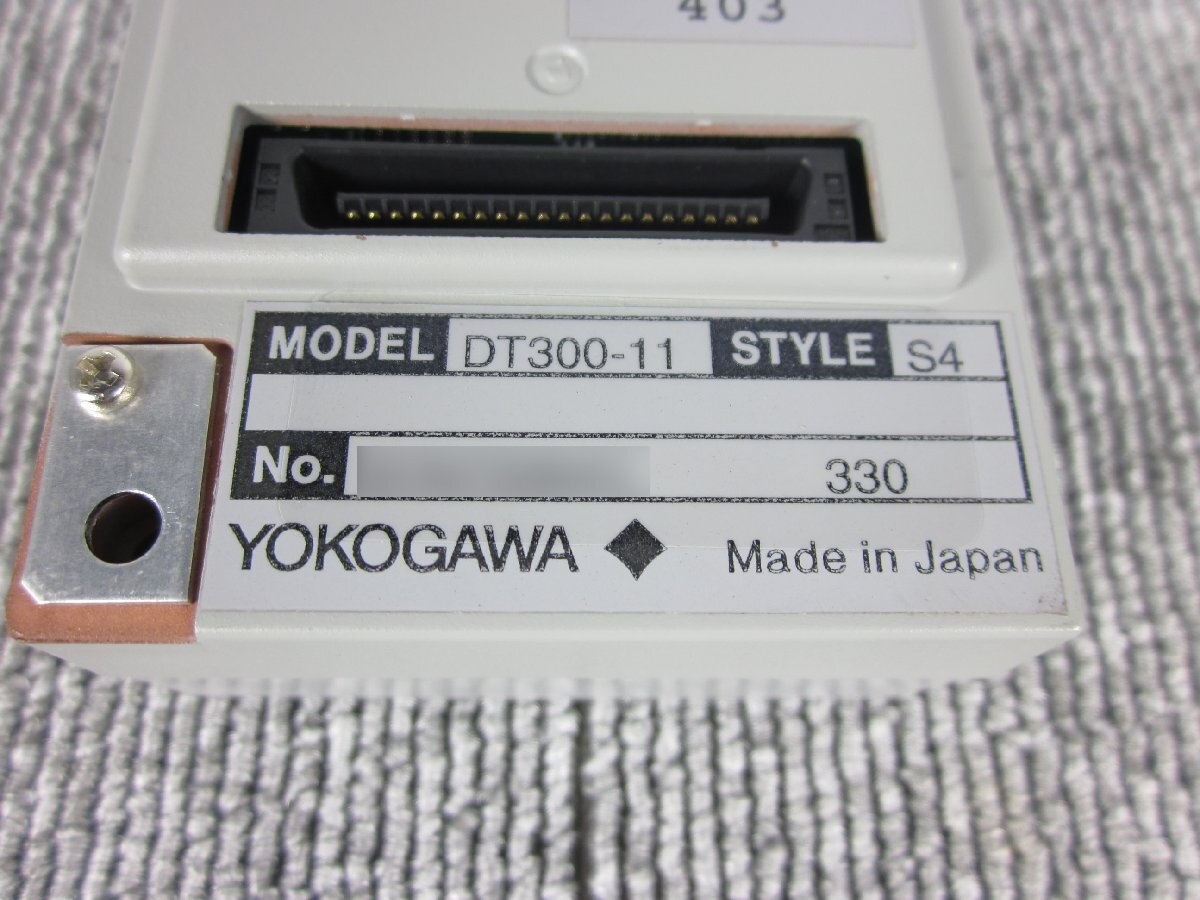 403
MODEL DT300-11 STYLE S4
No. 330
YOKOGAWA ◆ Made in Japan